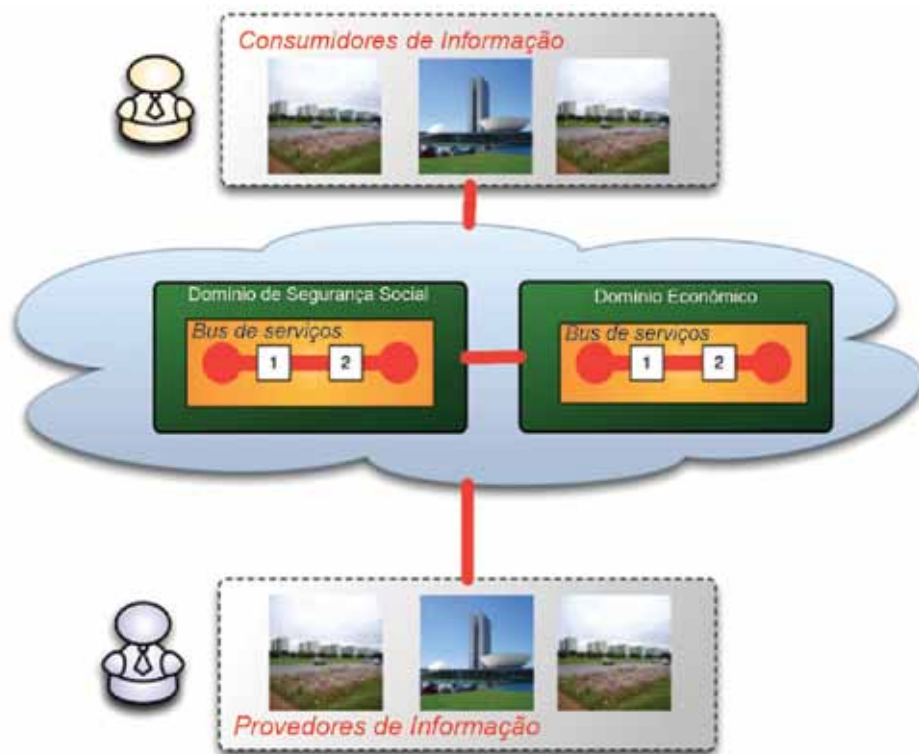 Consumidores de Informação
Domínio de Segurança Social
Bus de serviços
1
2
Domínio Econômico
Bus de serviços
1
2
Provedores de Informação